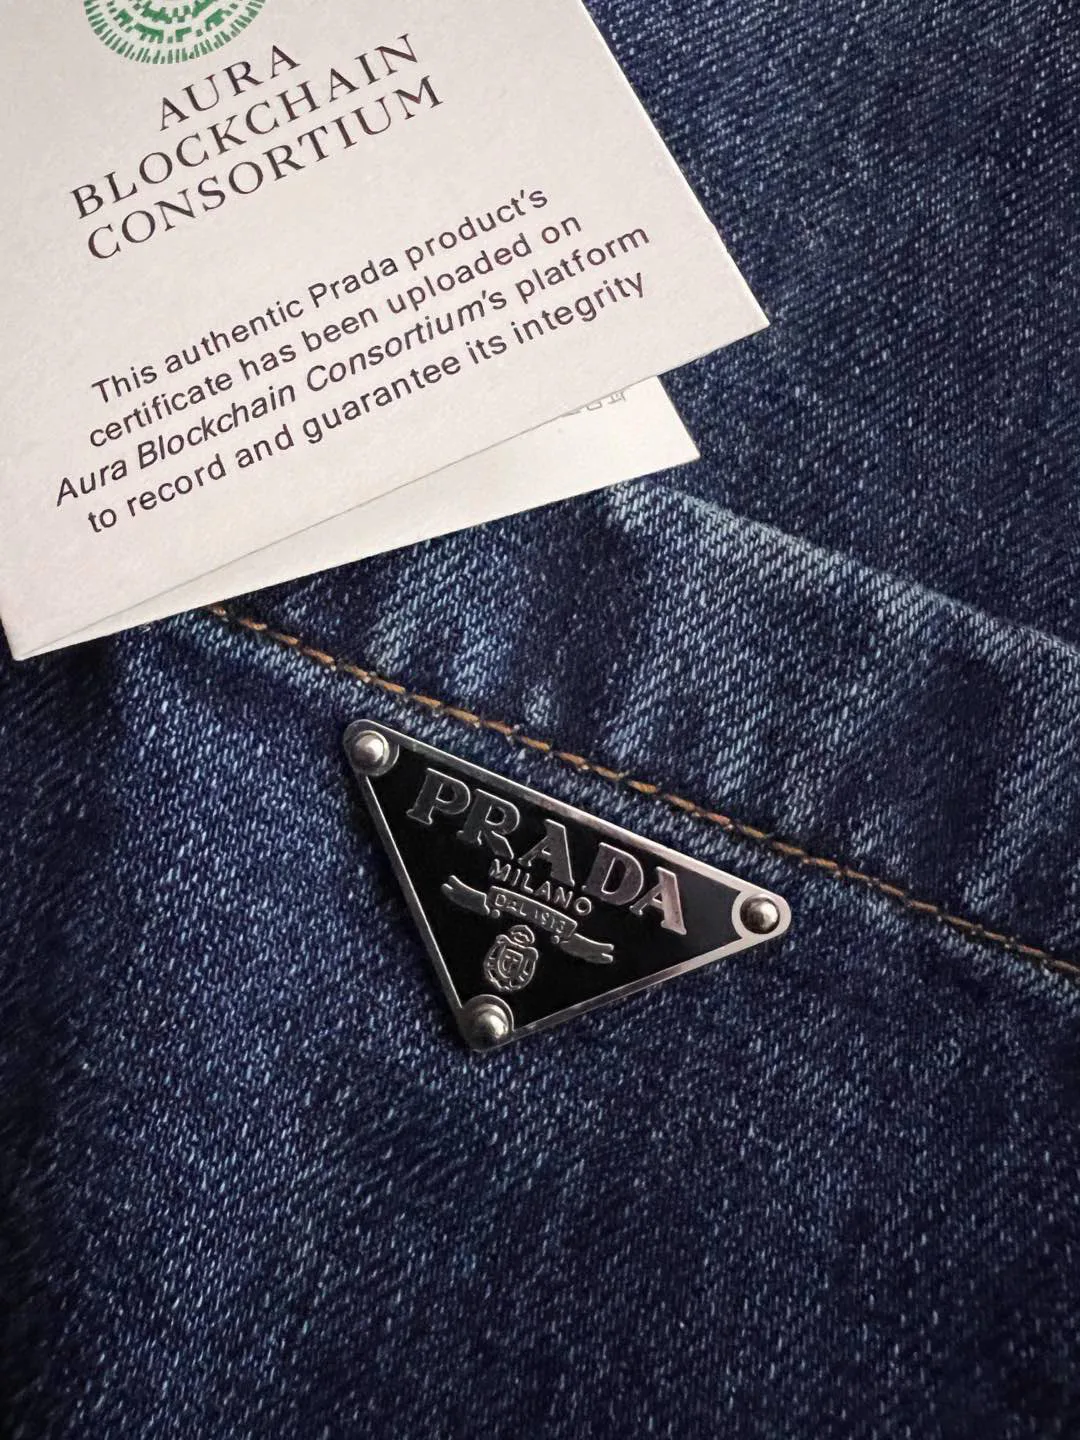 AURA
BLOCKCHAIN
CONSORTIUM
This authentic Prada product's
certificate has been uploaded on
Aura Blockchain Consortium's platform
to record and guarantee its integrity
PRADA
MILANO
DAL 1913